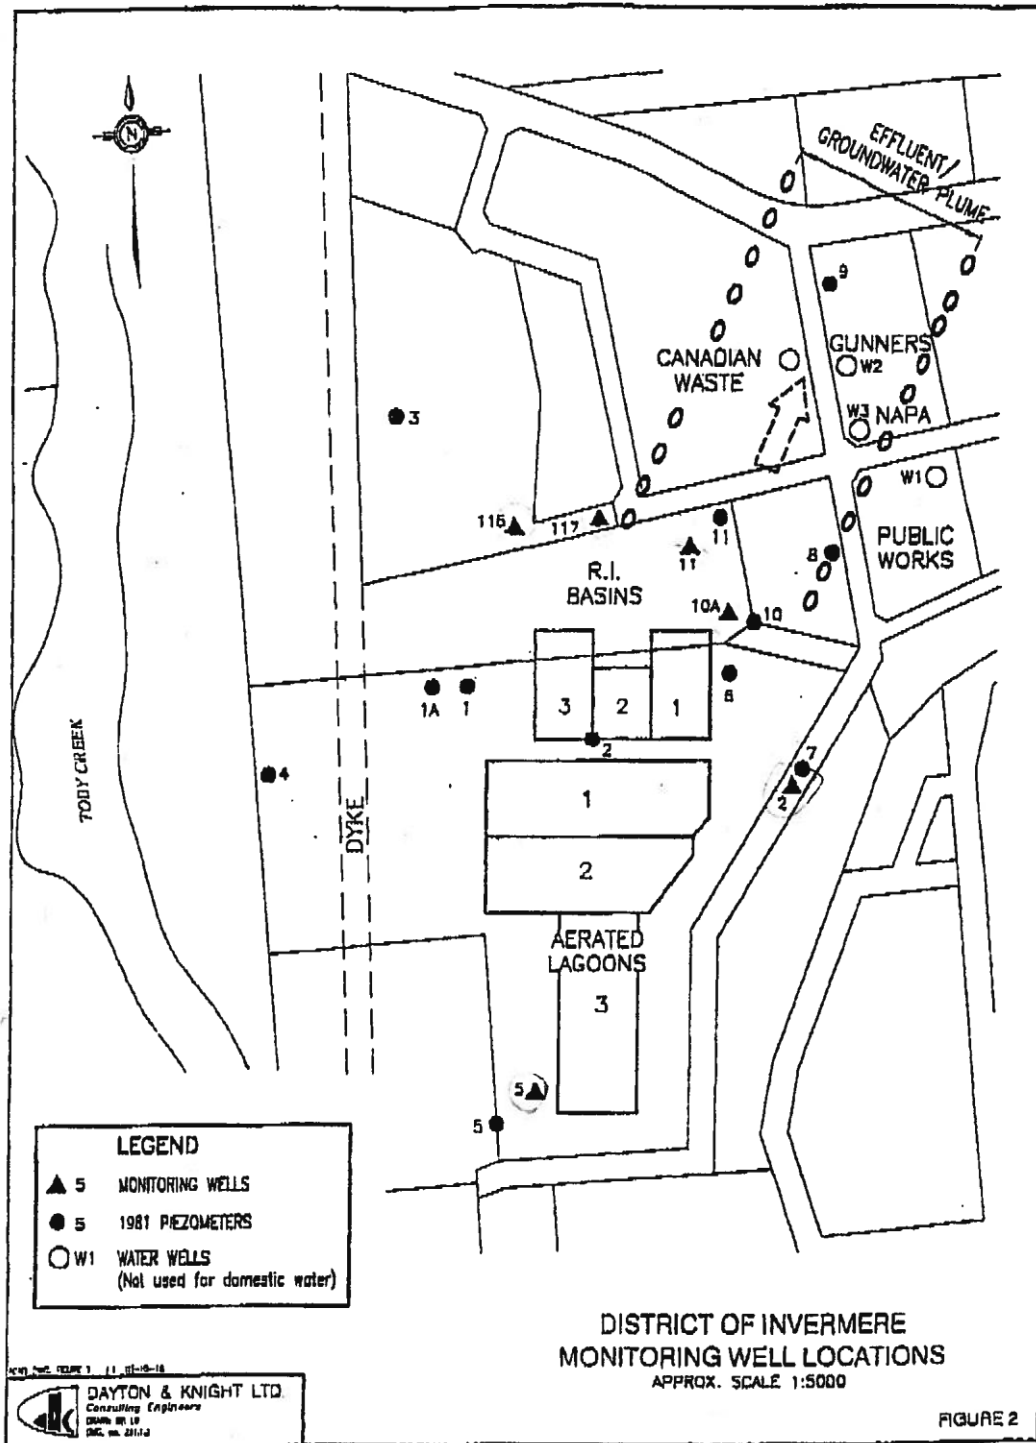 N
EFFLUENT/
GROUNDWATER PLUME
9
CANADIAN
WASTE
GUNNERS
W2
W3 NAPA
3
W1
116
117
11
11
8
PUBLIC
WORKS
R.I.
BASINS
10A
10
1A
1
3
2
1
6
2
4
7
2
TOBY CREEK
DYKE
1
2
AERATED
LAGOONS
3
5
5
LEGEND
5 MONITORING WELLS
5 1981 PIEZOMETERS
W1 WATER WELLS
(Not used for domestic water)
DISTRICT OF INVERMERE
MONITORING WELL LOCATIONS
APPROX. SCALE 1:5000
DAYTON & KNIGHT LTD.
Consulting Engineers
FIGURE 2